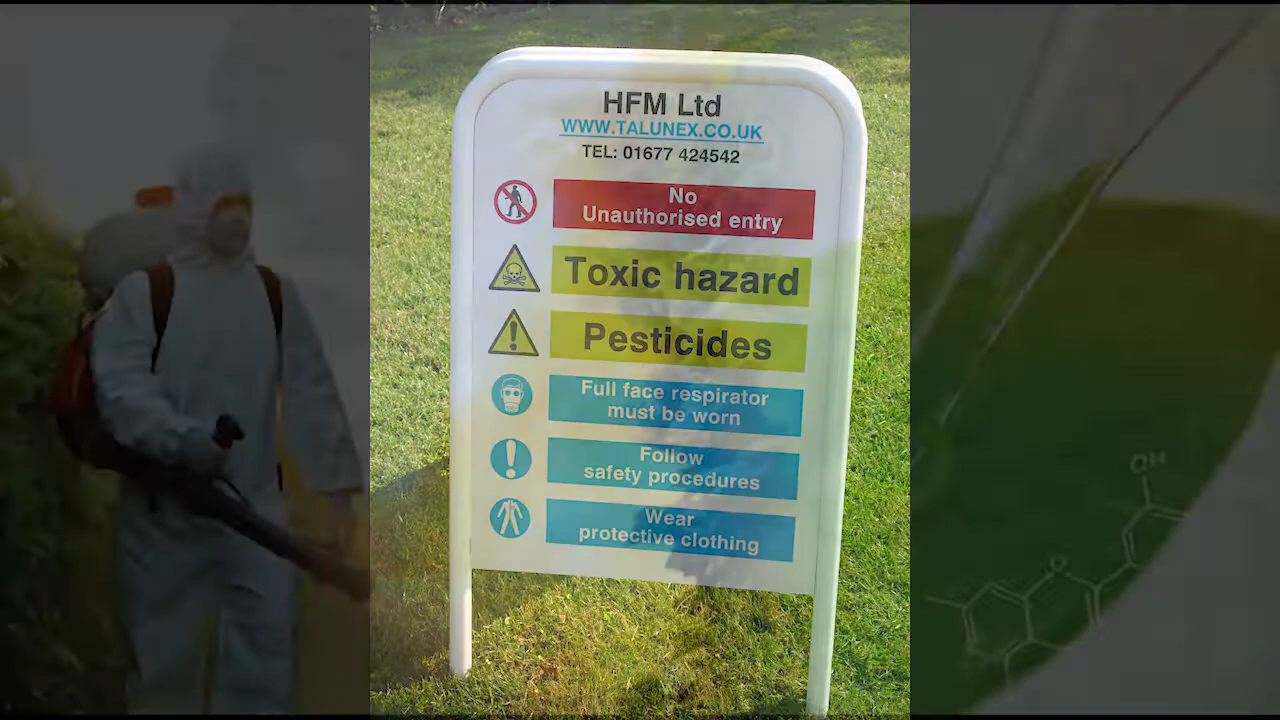 HFM Ltd
WWW.TALUNEX.CO.UK
TEL: 01677 424542
No
Unauthorised entry
Toxic hazard
Pesticides
Full face respirator
must be worn
Follow
safety procedures
Wear
protective clothing
OH
O